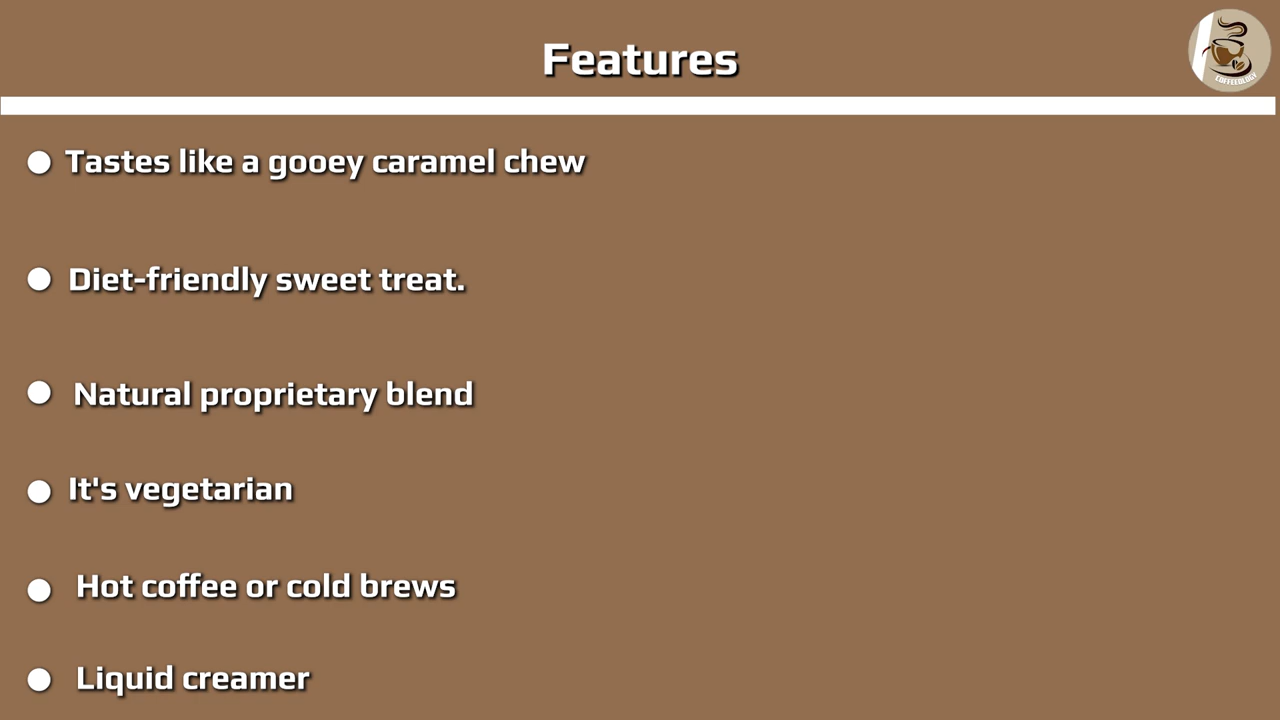 Features
COFFEEOLOGY
Tastes like a gooey caramel chew
Diet-friendly sweet treat.
Natural proprietary blend
It's vegetarian
Hot coffee or cold brews
Liquid creamer